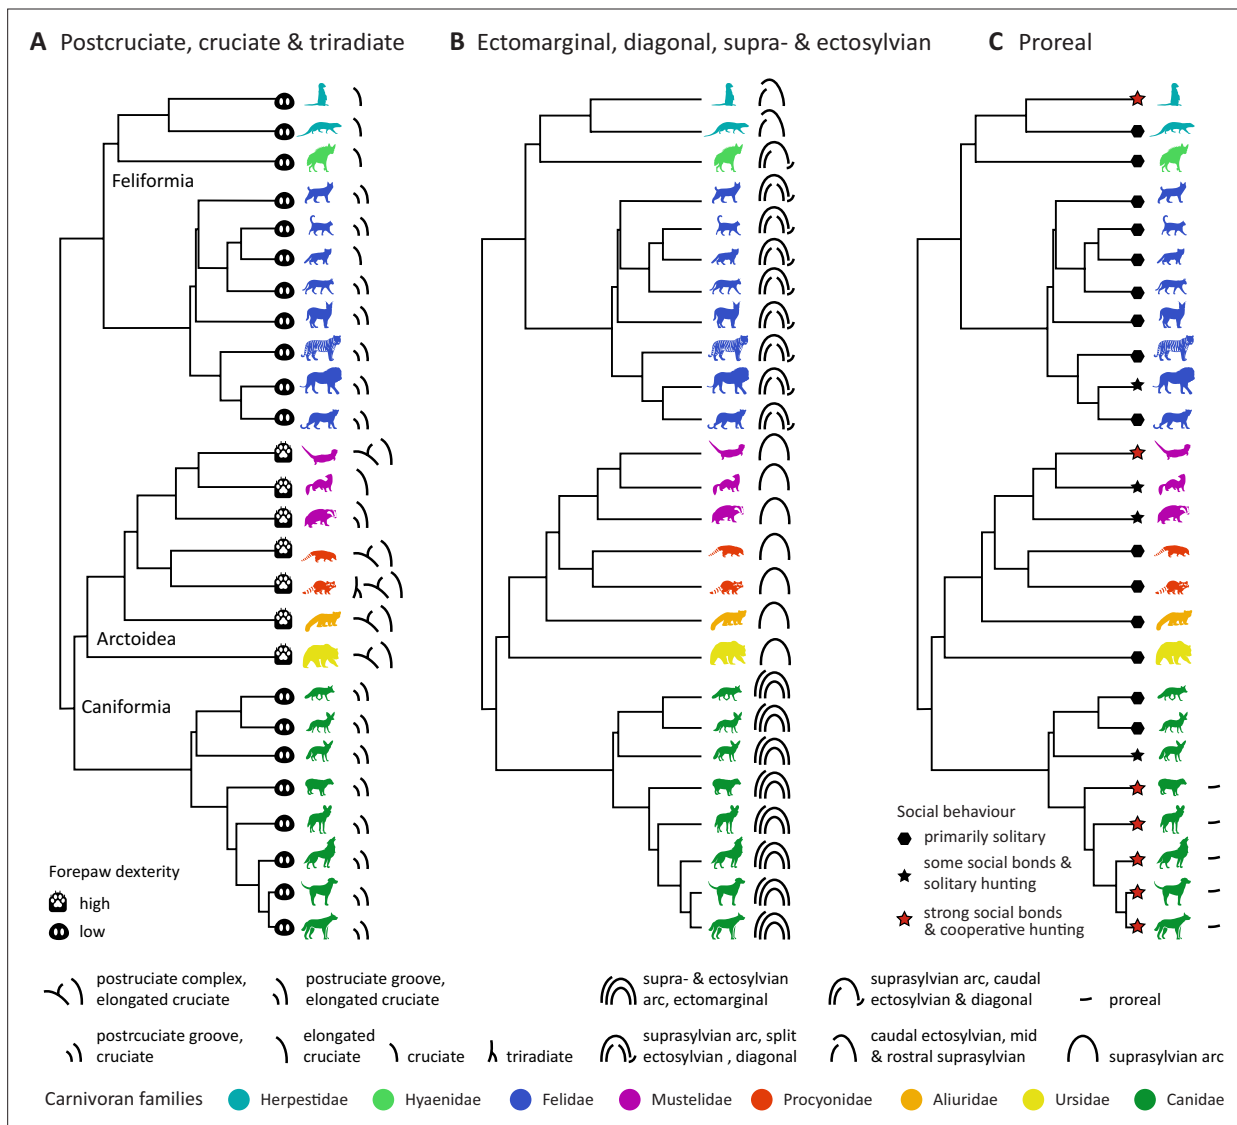 A Postcruciate, cruciate & triradiate
B Ectomarginal, diagonal, supra- & ectosylvian
C Proreal
Feliformia
Arctoidea
Caniformia
Forepaw dexterity
high
low
Social behaviour
primarily solitary
some social bonds &
solitary hunting
strong social bonds
& cooperative hunting
postruciate complex,
elongated cruciate
postruciate groove,
elongated cruciate
supra- & ectosylvian
arc, ectomarginal
suprasylvian arc, caudal
ectosylvian & diagonal
proreal
postrcuciate groove,
cruciate
elongated
cruciate
cruciate
triradiate
suprasylvian arc, split
ectosylvian , diagonal
caudal ectosylvian, mid
& rostral suprasylvian
suprasylvian arc
Carnivoran families
Herpestidae
Hyaenidae
Felidae
Mustelidae
Procyonidae
Aliuridae
Ursidae
Canidae